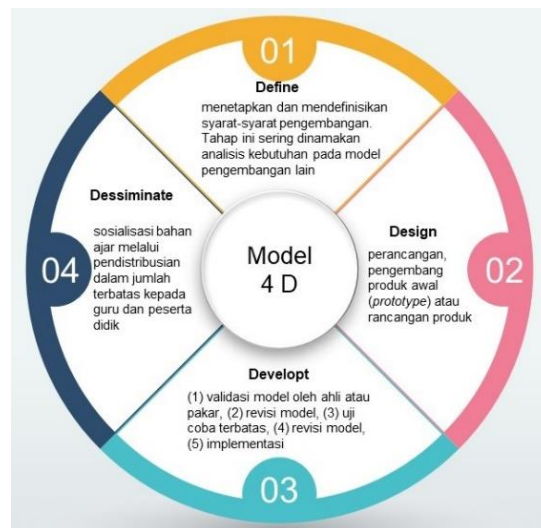 01
Define
menetapkan dan mendefinisikan
syarat-syarat pengembangan.
Tahap ini sering dinamakan
analisis kebutuhan pada model
pengembangan lain
Design
perancangan,
pengembang
produk awal
(prototype) atau
rancangan produk
02
Developt
(1) validasi model oleh ahli atau
pakar, (2) revisi model, (3) uji
coba terbatas, (4) revisi model,
(5) implementasi
03
Dessiminate
sosialisasi bahan
ajar melalui
pendistribusian
dalam jumlah
terbatas kepada
guru dan peserta
didik
04
Model
4 D